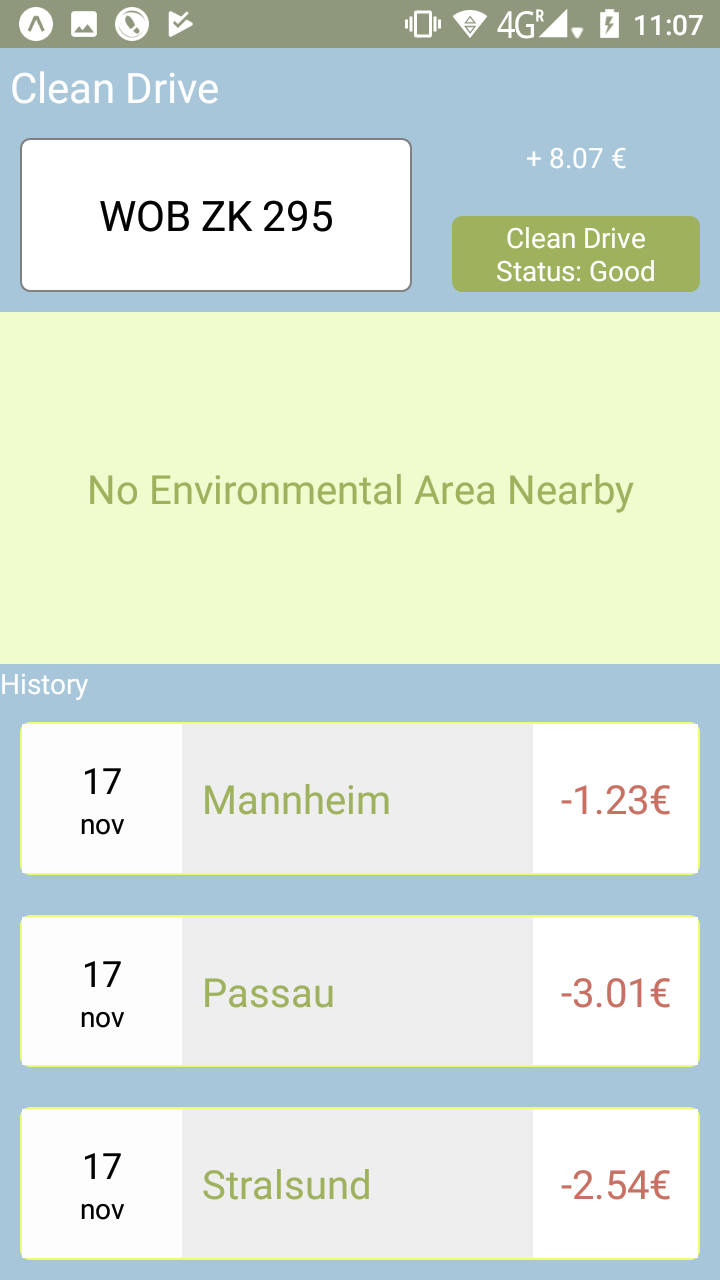 4G R 11:07
Clean Drive
WOB ZK 295
+ 8.07 €
Clean Drive
Status: Good
No Environmental Area Nearby
History
17
nov
Mannheim
-1.23€
17
nov
Passau
-3.01€
17
nov
Stralsund
-2.54€